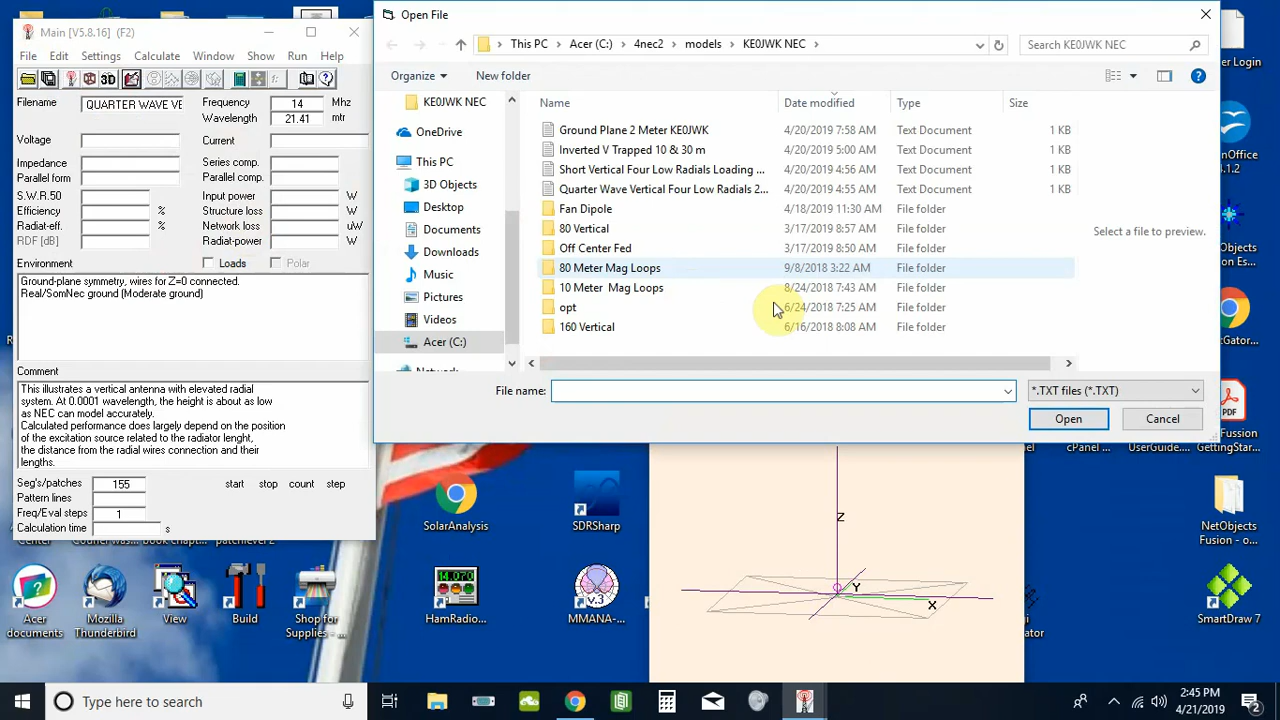 Main [V5.8.16] (F2)
File Edit Settings Calculate Window Show Run Help
3D
Filename QUARTER WAVE VE
Frequency 14 Mhz
Wavelength 21.41 mtr
Voltage
Current
Impedance
Series comp.
Parallel form
Parallel comp.
S.W.R.50
Input power W
Efficiency %
Structure loss W
Radiat-eff. %
Network loss uW
RDF [dB]
Radiat-power W
Environment
Loads
Polar
Ground-plane symmetry, wires for Z=0 connected.
Real/SomNec ground (Moderate ground)
Comment
This illustrates a vertical antenna with elevated radial
system. At 0.0001 wavelength, the height is about as low
as NEC can model accurately.
Calculated performance does largely depend on the position
of the excitation source related to the radiator lenght,
the distance from the radial wires connection and their
lengths.
Seg's/patches 155
start stop count step
Pattern lines
Freq/Eval steps 1
Calculation time s
Open File
This PC Acer (C:) 4nec2 models KE0JWK NEC
Search KE0JWK NEC
Organize
New folder
KE0JWK NEC
OneDrive
This PC
3D Objects
Desktop
Documents
Downloads
Music
Pictures
Videos
Acer (C:)
Network
Name Date modified Type Size
Ground Plane 2 Meter KE0JWK 4/20/2019 7:58 AM Text Document 1 KB
Inverted V Trapped 10 & 30 m 4/20/2019 5:00 AM Text Document 1 KB
Short Vertical Four Low Radials Loading ... 4/20/2019 4:56 AM Text Document 1 KB
Quarter Wave Vertical Four Low Radials 2... 4/20/2019 4:55 AM Text Document 1 KB
Fan Dipole 4/18/2019 11:30 AM File folder
80 Vertical 3/17/2019 8:57 AM File folder
Off Center Fed 3/17/2019 8:50 AM File folder
80 Meter Mag Loops 9/8/2018 3:22 AM File folder
10 Meter Mag Loops 8/24/2018 7:43 AM File folder
opt 6/24/2018 7:25 AM File folder
160 Vertical 6/16/2018 8:08 AM File folder
Select a file to preview.
File name:
*.TXT files (*.TXT)
Open
Cancel
Z
Y
X
SolarAnalysis
SDRSharp
cPanel ...
UserGuide....
Fussion
GettingStar...
NetObjects
Fusion - o...
Acer
documents
Mozilla
Thunderbird
View
Build
Shop for
Supplies - ...
14.070
HamRadio...
v.3
MMANA-...
SmartDraw 7
Type here to search
2:45 PM
4/21/2019
2